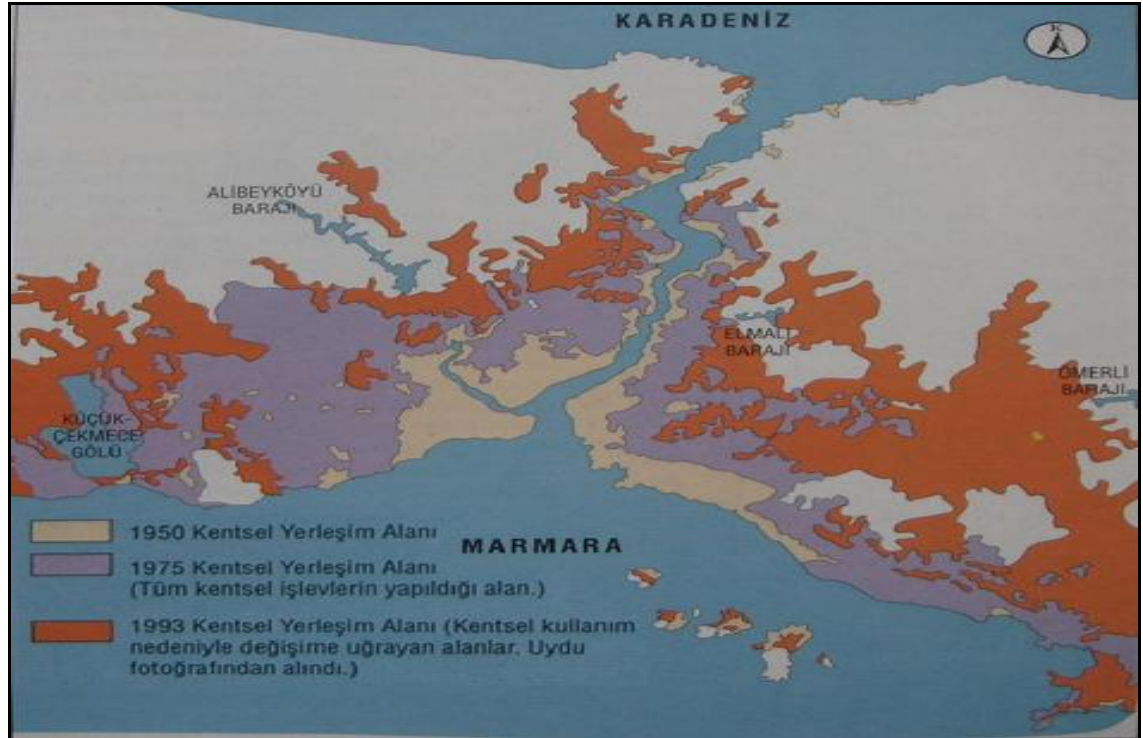 KARADENİZ
K
ALİBEYKÖYÜ
BARAJI
ELMALI
BARAJI
ÖMERLİ
BARAJI
KÜÇÜK-
ÇEKMECE
GÖLÜ
1950 Kentsel Yerleşim Alanı
MARMARA
1975 Kentsel Yerleşim Alanı
(Tüm kentsel işlevlerin yapıldığı alan.)
1993 Kentsel Yerleşim Alanı (Kentsel kullanım
nedeniyle değişime uğrayan alanlar. Uydu
fotoğrafından alındı.)